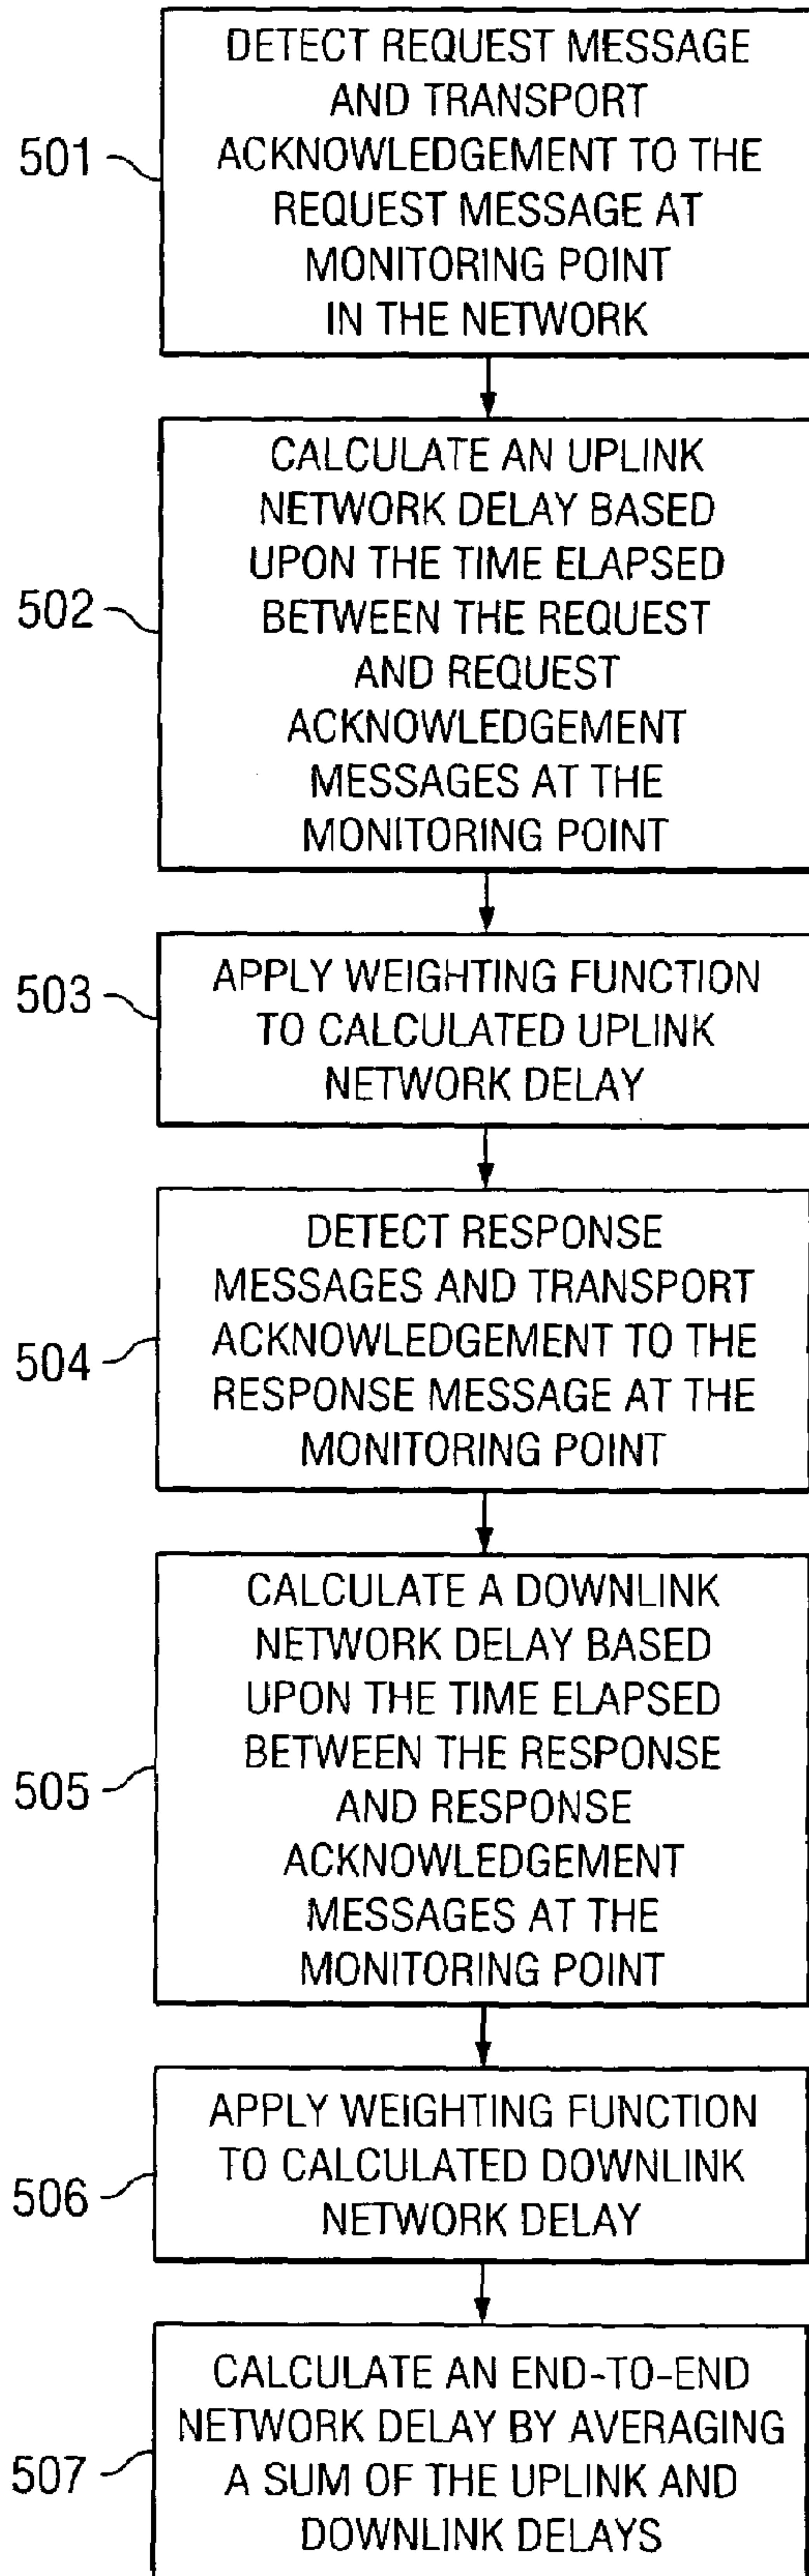 501
DETECT REQUEST MESSAGE
AND TRANSPORT
ACKNOWLEDGEMENT TO THE
REQUEST MESSAGE AT
MONITORING POINT
IN THE NETWORK
502
CALCULATE AN UPLINK
NETWORK DELAY BASED
UPON THE TIME ELAPSED
BETWEEN THE REQUEST
AND REQUEST
ACKNOWLEDGEMENT
MESSAGES AT THE
MONITORING POINT
503
APPLY WEIGHTING FUNCTION
TO CALCULATED UPLINK
NETWORK DELAY
504
DETECT RESPONSE
MESSAGES AND TRANSPORT
ACKNOWLEDGEMENT TO THE
RESPONSE MESSAGE AT THE
MONITORING POINT
505
CALCULATE A DOWNLINK
NETWORK DELAY BASED
UPON THE TIME ELAPSED
BETWEEN THE RESPONSE
AND RESPONSE
ACKNOWLEDGEMENT
MESSAGES AT THE
MONITORING POINT
506
APPLY WEIGHTING FUNCTION
TO CALCULATED DOWNLINK
NETWORK DELAY
507
CALCULATE AN END-TO-END
NETWORK DELAY BY AVERAGING
A SUM OF THE UPLINK AND
DOWNLINK DELAYS